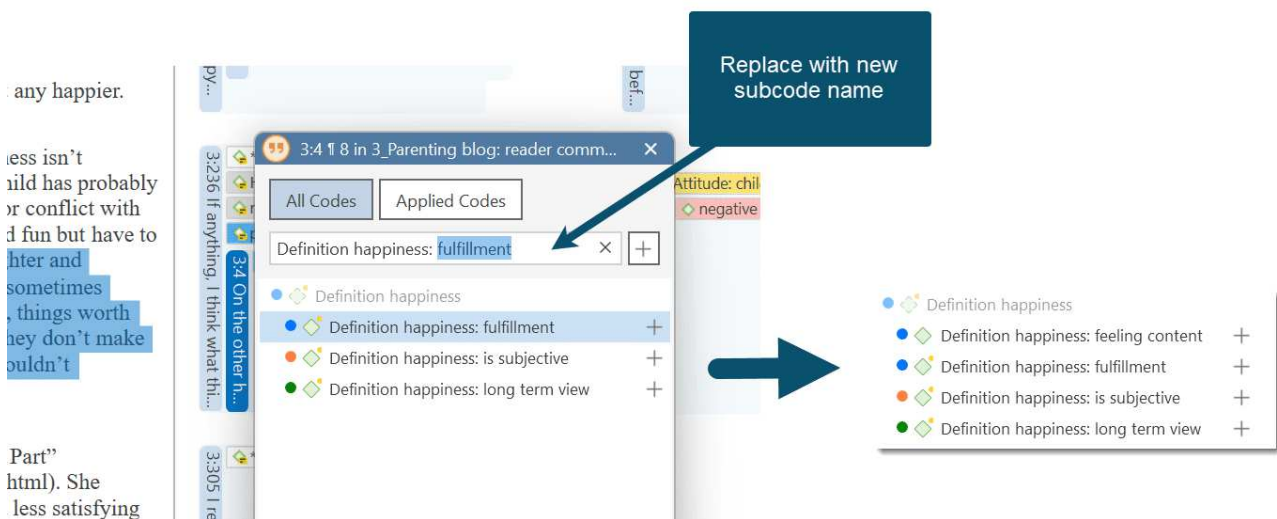 Replace with new
subcode name
any happier.
ness isn't
hild has probably
or conflict with
d fun but have to
ghter and
sometimes
, things worth
hey don't make
ouldn't
Part”
html). She
less satisfying
py...
3:236 If anything, I think what thi...
3:4 On the other h...
3:305 I re
bef...
3:4 ¶ 8 in 3_Parenting blog: reader comm...
All Codes
Applied Codes
Definition happiness: fulfillment
Definition happiness
Definition happiness: fulfillment
Definition happiness: is subjective
Definition happiness: long term view
Attitude: chil
negative
Definition happiness
Definition happiness: feeling content
Definition happiness: fulfillment
Definition happiness: is subjective
Definition happiness: long term view